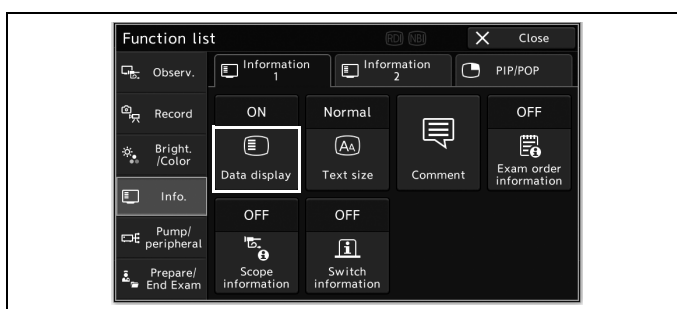 Function list
RDI NBI
Close
Observ.
Information
1
Information
2
PIP/POP
Record
ON
Normal
OFF
Bright.
/Color
Data display
AA
Text size
Comment
Exam order
information
Info.
OFF
OFF
Pump/
peripheral
Scope
information
Switch
information
Prepare/
End Exam